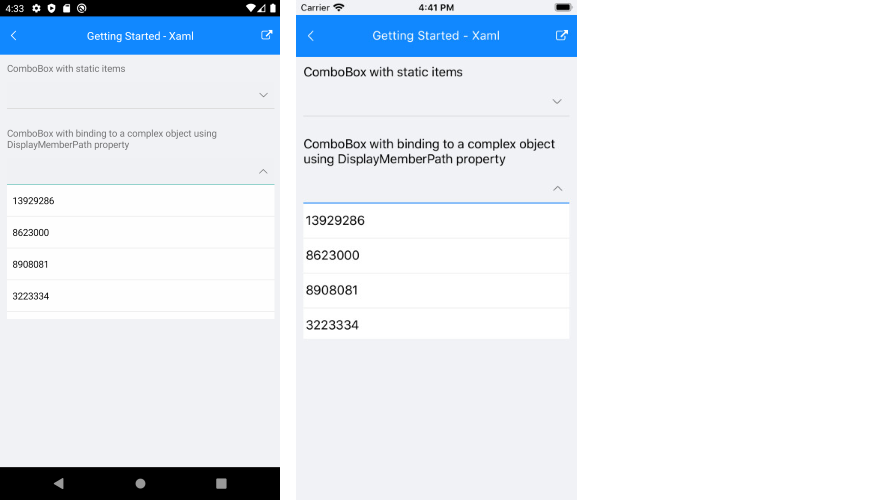 4:33
Getting Started - Xaml
ComboBox with static items
ComboBox with binding to a complex object using
DisplayMemberPath property
13929286
8623000
8908081
3223334
Carrier 4:41 PM
Getting Started - Xaml
ComboBox with static items
ComboBox with binding to a complex object
using DisplayMemberPath property
13929286
8623000
8908081
3223334